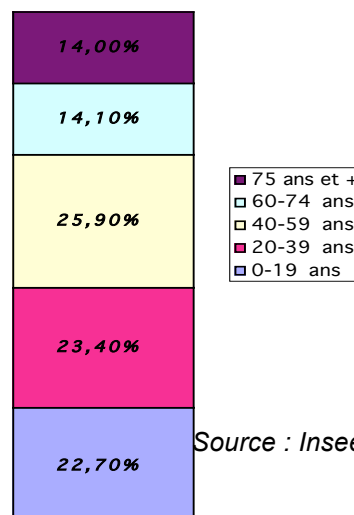 14,00%
14,10%
25,90%
23,40%
22,70%
75 ans et +
60-74 ans
40-59 ans
20-39 ans
0-19 ans
Source : Insee